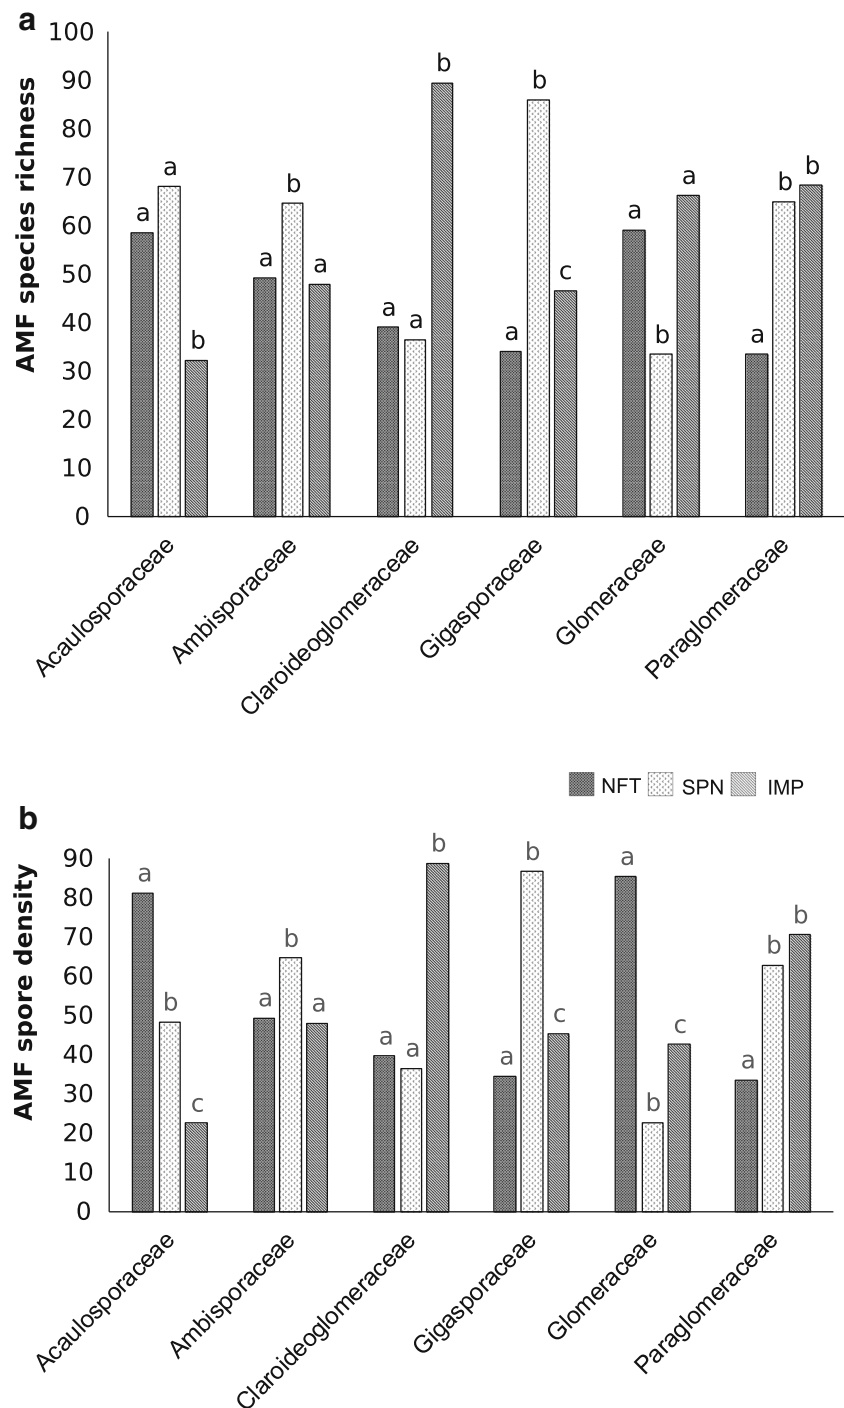 a
AMF species richness
100
90
80
70
60
50
40
30
20
10
0
a a b
a b a
a a b
a b c
a b a
a b b
Acaulosporaceae
Ambisporaceae
Claroideoglomeraceae
Gigasporaceae
Glomeraceae
Paraglomeraceae
NFT SPN IMP
b
AMF spore density
90
80
70
60
50
40
30
20
10
0
a b c
a b a
a a b
a b c
a b c
a b b
Acaulosporaceae
Ambisporaceae
Claroideoglomeraceae
Gigasporaceae
Glomeraceae
Paraglomeraceae